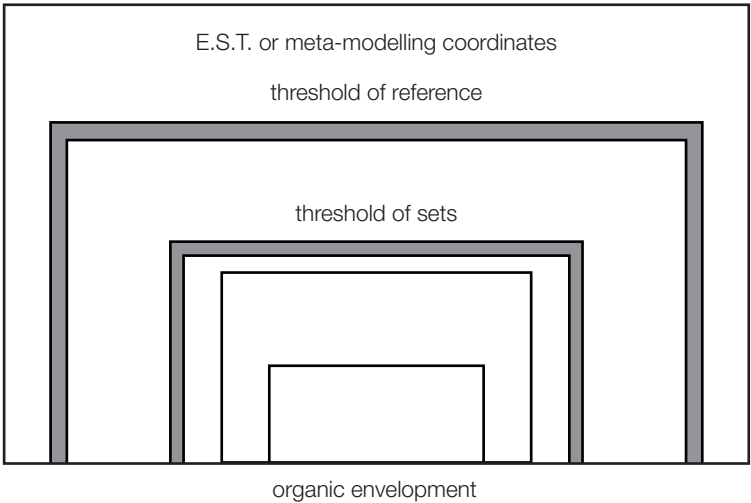 E.S.T. or meta-modelling coordinates
threshold of reference
threshold of sets
organic envelopment